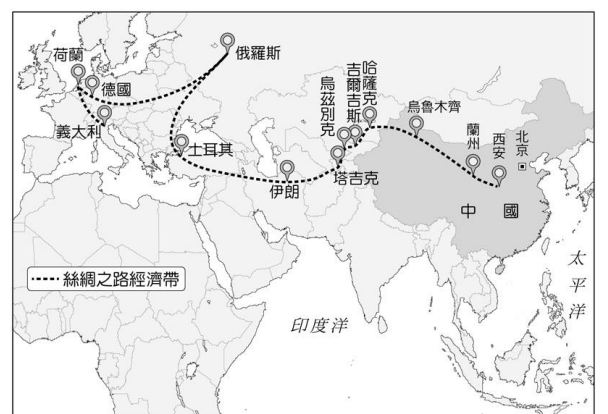 荷蘭
德國
義大利
俄羅斯
土耳其
伊朗
烏茲別克
吉爾吉斯
哈薩克
塔吉克
烏魯木齊
蘭州
西安
北京
中國
太平洋
印度洋
絲綢之路經濟帶